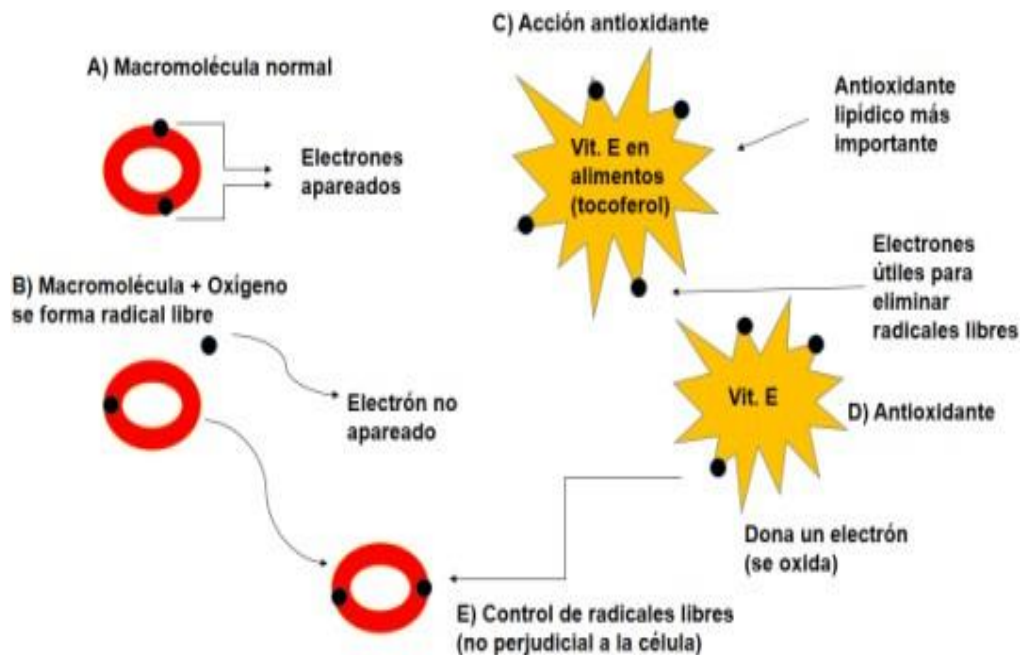 A) Macromolécula normal
Electrones
apareados
B) Macromolécula + Oxígeno
se forma radical libre
Electrón no
apareado
C) Acción antioxidante
Vit. E en
alimentos
(tocoferol)
Antioxidante
lipídico más
importante
Electrones
útiles para
eliminar
radicales libres
Vit. E
D) Antioxidante
Dona un electrón
(se oxida)
E) Control de radicales libres
(no perjudicial a la célula)